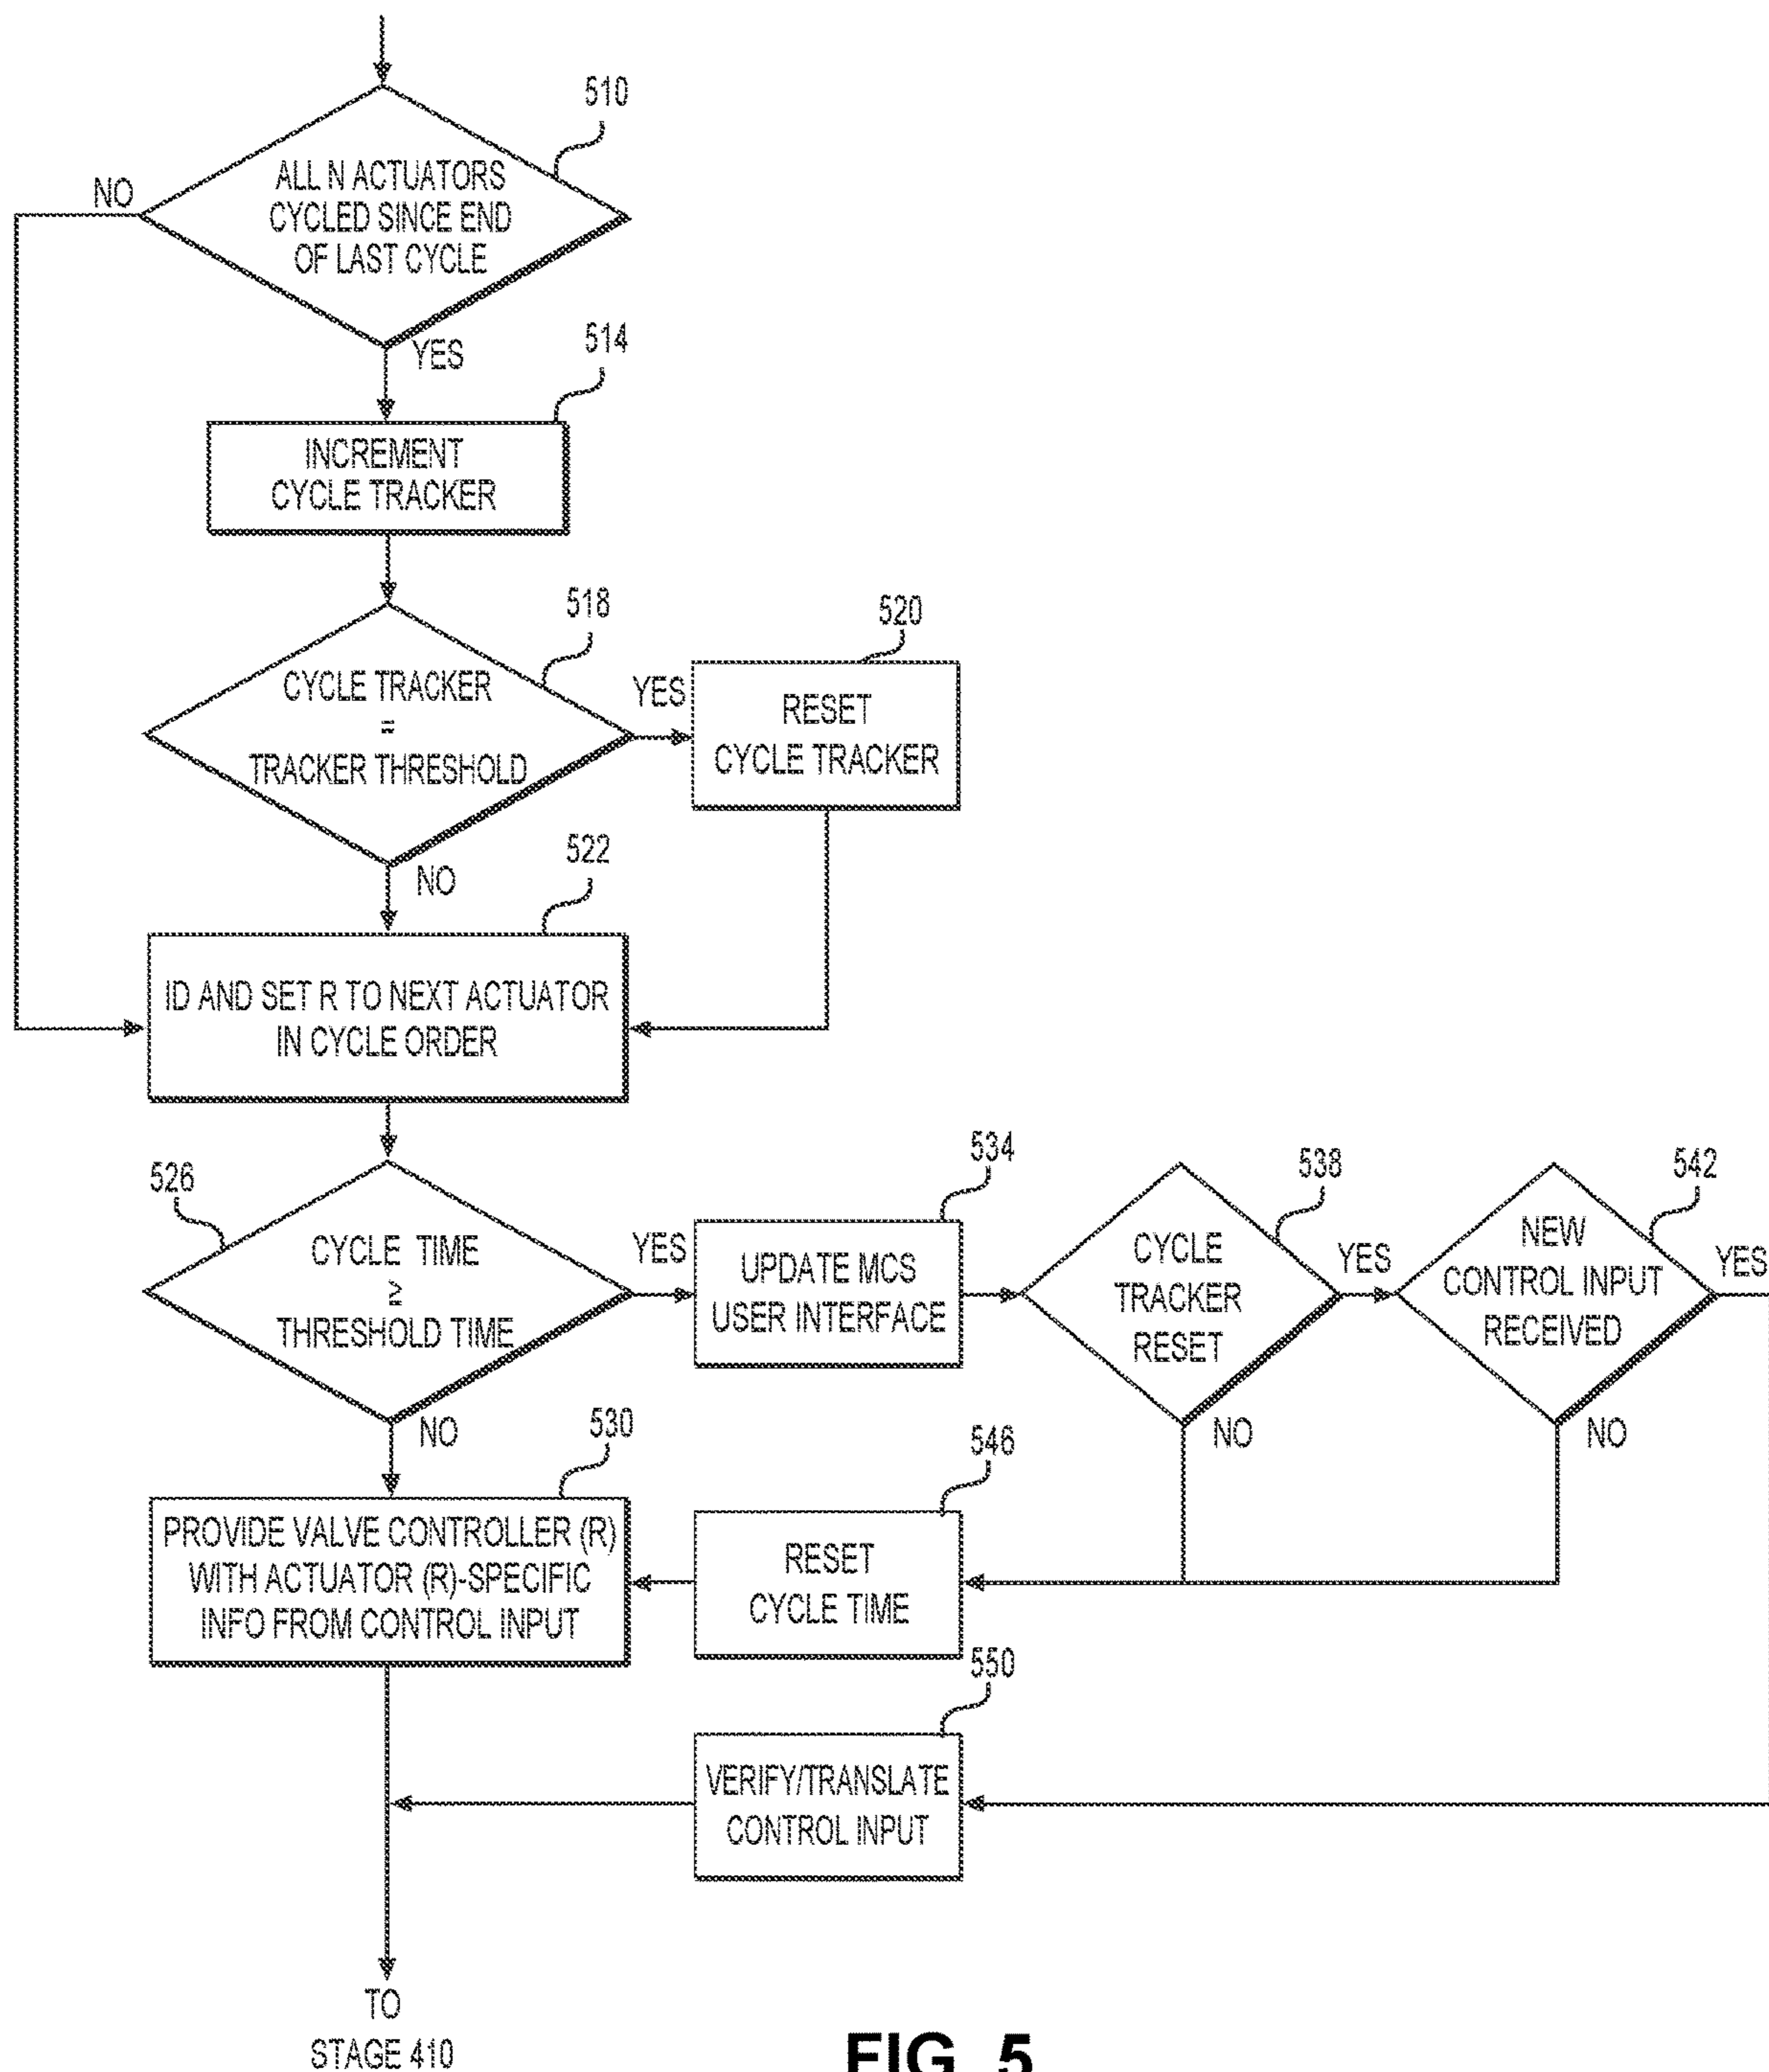 510
ALL N ACTUATORS
CYCLED SINCE END
OF LAST CYCLE
NO
YES
514
INCREMENT
CYCLE TRACKER
518
CYCLE TRACKER
=
TRACKER THRESHOLD
YES
NO
520
RESET
CYCLE TRACKER
522
ID AND SET R TO NEXT ACTUATOR
IN CYCLE ORDER
526
CYCLE TIME
≥
THRESHOLD TIME
YES
NO
534
UPDATE MCS
USER INTERFACE
538
CYCLE
TRACKER
RESET
YES
NO
542
NEW
CONTROL INPUT
RECEIVED
YES
NO
530
PROVIDE VALVE CONTROLLER (R)
WITH ACTUATOR (R)-SPECIFIC
INFO FROM CONTROL INPUT
546
RESET
CYCLE TIME
550
VERIFY/TRANSLATE
CONTROL INPUT
TO
STAGE 410
FIG. 5